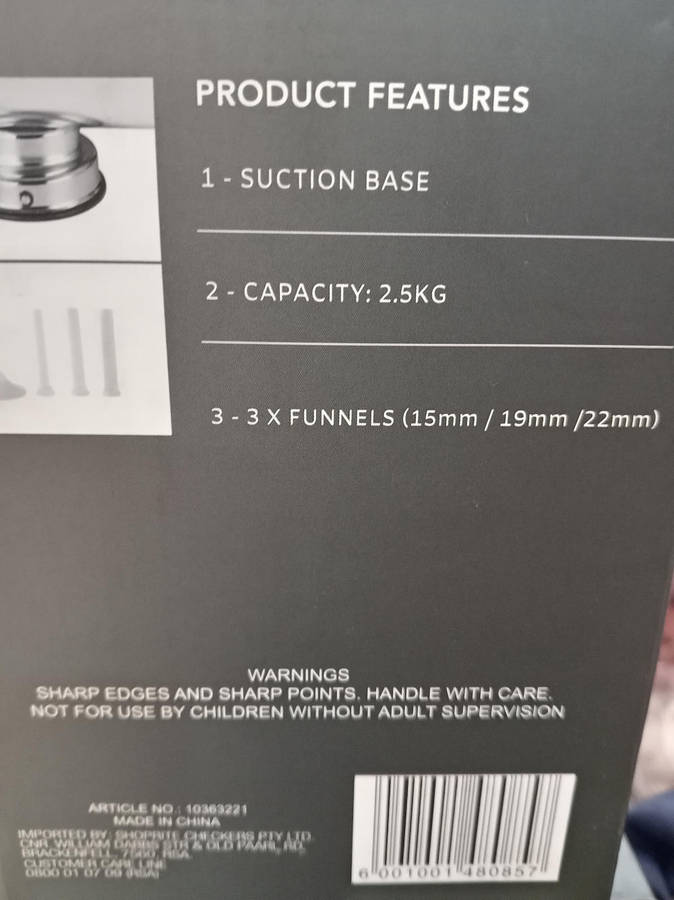 PRODUCT FEATURES
1 - SUCTION BASE
2 - CAPACITY: 2.5KG
3 - 3 X FUNNELS (15mm / 19mm /22mm)
WARNINGS
SHARP EDGES AND SHARP POINTS. HANDLE WITH CARE.
NOT FOR USE BY CHILDREN WITHOUT ADULT SUPERVISION
ARTICLE NO.: 10363221
MADE IN CHINA
IMPORTED BY: SHOPRITE CHECKERS PTY LTD.
CNR. WILLIAM DABBS STR & OLD PAARL RD,
BRACKENFELL, 7560, RSA.
CUSTOMER CARE LINE
0800 01 07 09 (RSA)
6 001001 480857